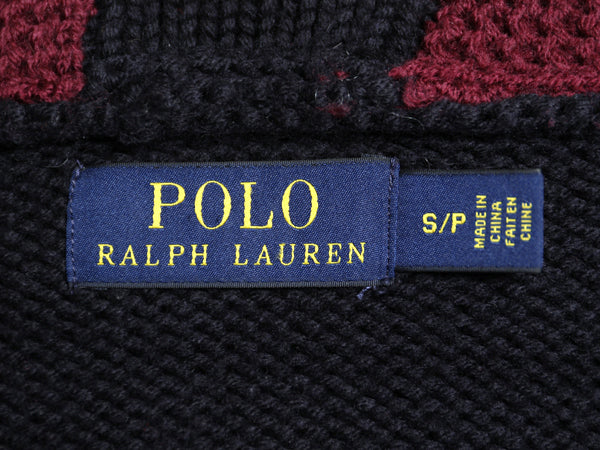 POLO
RALPH LAUREN
S/P
MADE IN
CHINA
FAIT EN
CHINE